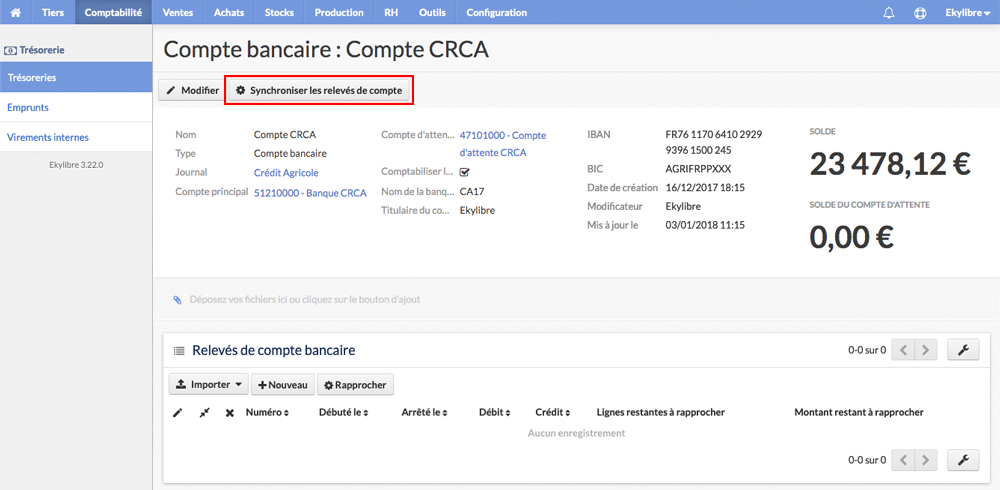 Tiers Comptabilité Ventes Achats Stocks Production RH Outils Configuration Ekylibre
Trésorerie
Trésoreries
Emprunts
Virements internes
Ekylibre 3.22.0
Compte bancaire : Compte CRCA
Modifier Synchroniser les relevés de compte
Nom Compte CRCA
Type Compte bancaire
Journal Crédit Agricole
Compte principal 51210000 - Banque CRCA
Compte d'atten... 47101000 - Compte
d'attente CRCA
Comptabiliser l...
Nom de la banq... CA17
Titulaire du co... Ekylibre
IBAN FR76 1170 6410 2929
9396 1500 245
BIC AGRIFRPPXXX
Date de création 16/12/2017 18:15
Modificateur Ekylibre
Mis à jour le 03/01/2018 11:15
SOLDE
23 478,12 €
SOLDE DU COMPTE D'ATTENTE
0,00 €
Déposez vos fichiers ici ou cliquez sur le bouton d'ajout
Relevés de compte bancaire 0-0 sur 0
Importer Nouveau Rapprocher
Numéro Débuté le Arrêté le Débit Crédit Lignes restantes à rapprocher Montant restant à rapprocher
Aucun enregistrement
0-0 sur 0